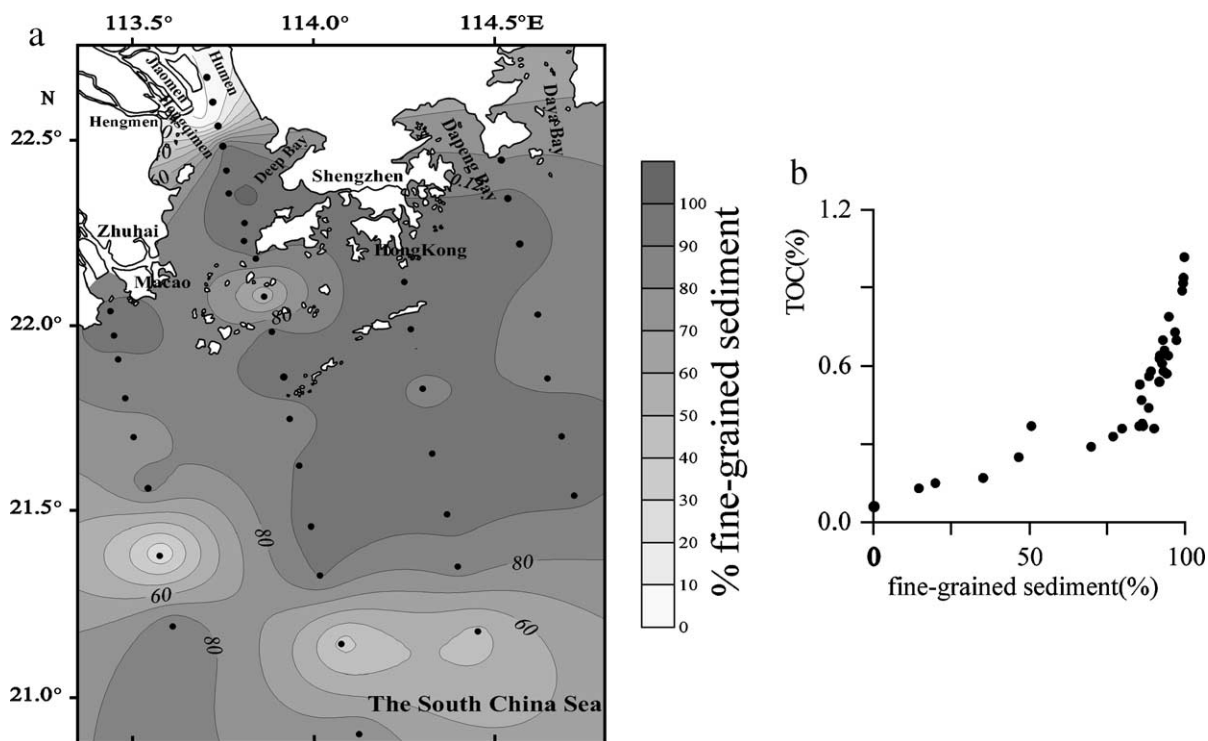 a
113.5° 114.0° 114.5°E
N
22.5°
22.0°
21.5°
21.0°
Jiaomen
Humen
Hengmen
Hongqimen
60
Deep Bay
Shengzhen
Dapeng Bay
Daya Bay
Zhuhai
HongKong
Macao
80
80
80
60
60
80
The South China Sea
100
90
80
70
60
50
40
30
20
10
0
% fine-grained sediment
b
1.2
0.6
0.0
TOC(%)
0 50 100
fine-grained sediment(%)